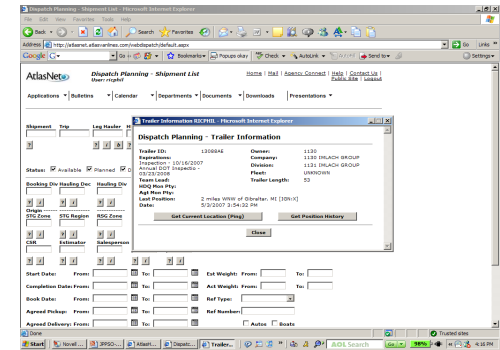 Dispatch Planning - Shipment List - Microsoft Internet Explorer
File Edit View Favorites Tools Help
Back Search Favorites
Address http://atlasnet.atlasvanlines.com/webdispatch/default.aspx Go Links
Google G Go Bookmarks Popups okay Check AutoLink Send to Settings
AtlasNet Dispatch Planning - Shipment List Home | Mail | Agency Connect | Help | Contact Us |
User: ricphil Public Site | Logout
Applications Bulletins Calendar Departments Documents Downloads Presentations
Shipment Trip Leg Hauler
Trailer Information RICPHIL - Microsoft Internet Explorer
Dispatch Planning - Trailer Information
Trailer ID: 13088AE Owner: 1130
Expirations: Company: 1130 IMLACH GROUP
Inspection - 10/16/2007 Division: 1131 IMLACH GROUP
Annual DOT Inspectio - Fleet: UNKNOWN
03/23/2008
Team Lead: Trailer Length: 53
HDQ Mon Pty:
Agt Mon Pty:
Last Position: 2 miles WNW of Gibraltar, MI [IBN:X]
Date: 5/3/2007 3:54:32 PM
Get Current Location (Ping) Get Position History
Close
Status: Available Planned
Booking Div Hauling Dec Hauling Div
Origin
STG Zone STG Region RSG Zone
CSR Estimator Salesperson
Start Date: From: To: Est Weight: From: To:
Completion Date: From: To: Act Weight: From: To:
Book Date: From: To: Ref Type:
Agreed Pickup: From: To: Ref Number:
Agreed Delivery: From: To: Autos Boats
Done Trusted sites
Start Novell ... JPPSO-... AtlasH... Dispatc... Trailer... AOL Search Go 98% 4:16 PM